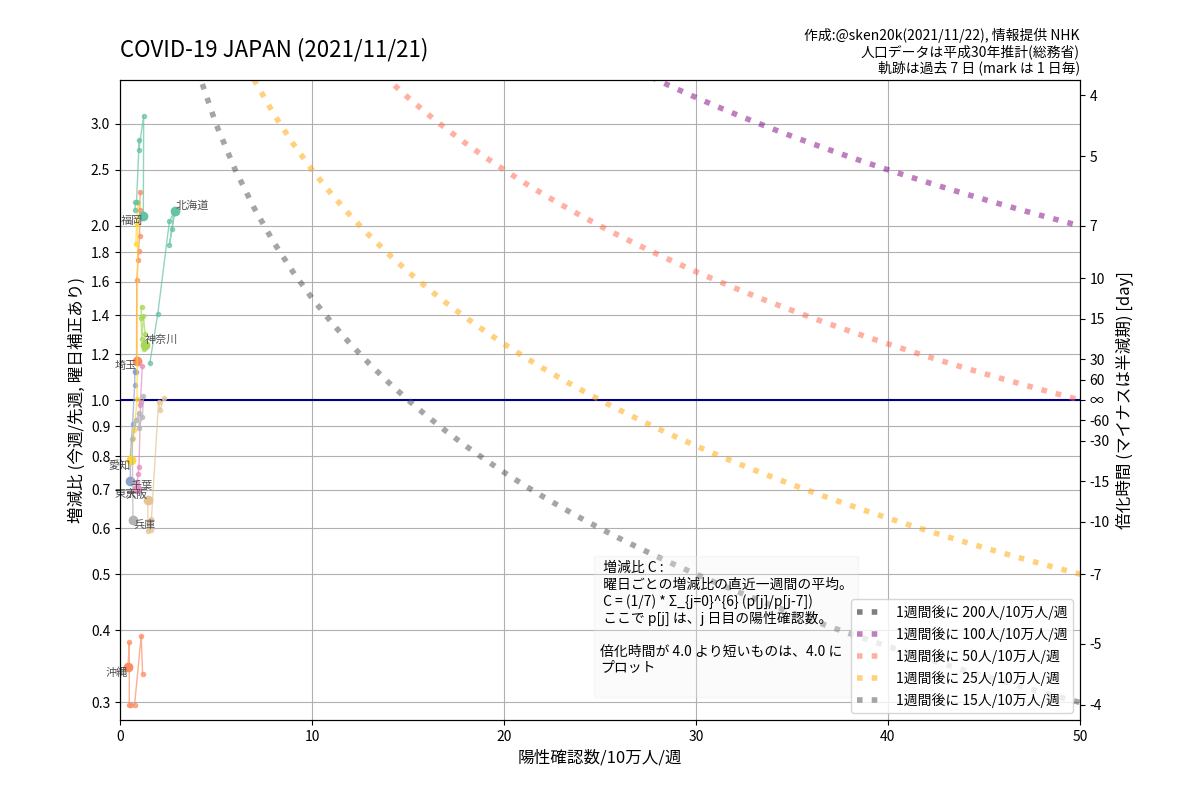 COVID-19 JAPAN (2021/11/21)
作成:@sken20k(2021/11/22), 情報提供 NHK
人口データは平成30年推計(総務省)
軌跡は過去 7 日 (mark は 1 日毎)
増減比 (今週/先週, 曜日補正あり)
3.0
2.5
2.0
1.8
1.6
1.4
1.2
1.0
0.9
0.8
0.7
0.6
0.5
0.4
0.3
北海道
福岡
神奈川
埼玉
愛知
千葉
東京
大阪
兵庫
沖縄
4
5
7
10
15
30
60
∞
-60
-30
-15
-10
-7
-5
-4
倍化時間 (マイナスは半減期) [day]
増減比 C :
曜日ごとの増減比の直近一週間の平均。
C = (1/7) * Σ_{j=0}^{6} (p[j]/p[j-7])
ここで p[j] は、j 日目の陽性確認数。
倍化時間が 4.0 より短いものは、4.0 に
プロット
1週間後に 200人/10万人/週
1週間後に 100人/10万人/週
1週間後に 50人/10万人/週
1週間後に 25人/10万人/週
1週間後に 15人/10万人/週
0
10
20
30
40
50
陽性確認数/10万人/週